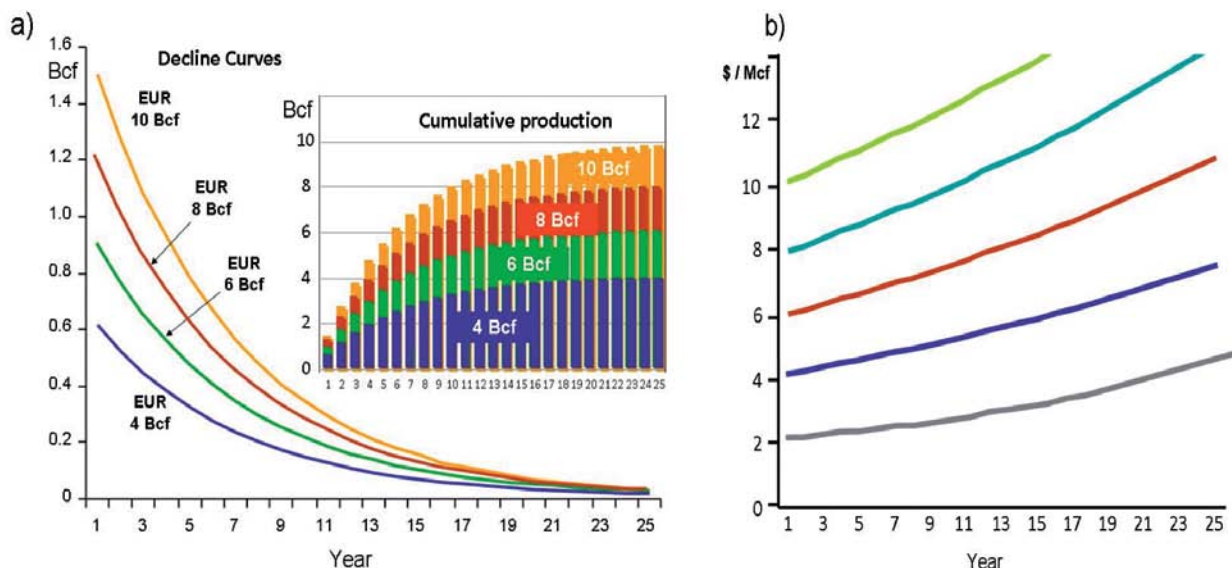 a)
1.6
Bcf
1.4
1.2
1.0
0.8
0.6
0.4
0.2
0
Decline Curves
EUR
10 Bcf
EUR
8 Bcf
EUR
6 Bcf
EUR
4 Bcf
1 3 5 7 9 11 13 15 17 19 21 23 25
Year
Bcf
10
8
6
4
2
0
Cumulative production
10 Bcf
8 Bcf
6 Bcf
4 Bcf
1 2 3 4 5 6 7 8 9 10 11 12 13 14 15 16 17 18 19 20 21 22 23 24 25
b)
$ / Mcf
12
10
8
6
4
2
0
1 3 5 7 9 11 13 15 17 19 21 23 25
Year